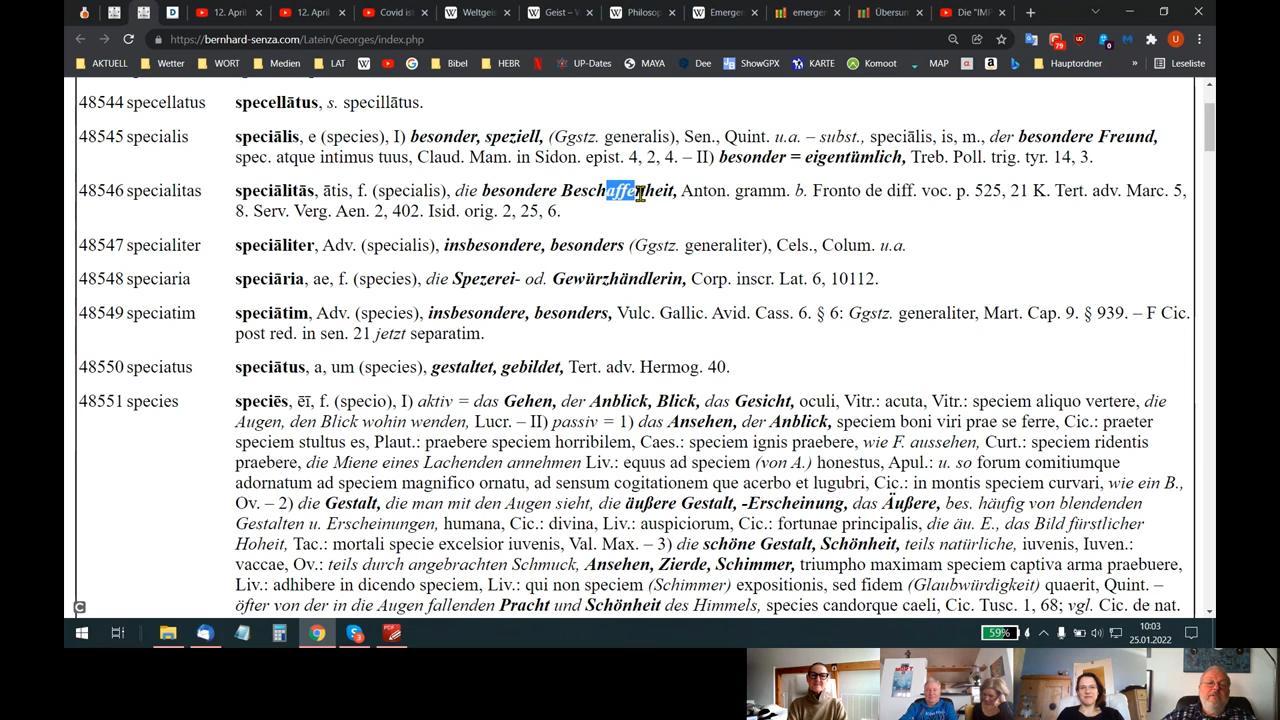 12. April
12. April
Covid ist
Weltgeis
Geist – V
Philosop
Emerger
emerger
Übersun
Die "IMP
https://bernhard-senza.com/Latein/Georges/index.php
79
0
U
AKTUELL Wetter WORT Medien LAT Bibel HEBR UP-Dates MAYA Dee ShowGPX KARTE Komoot MAP Hauptordner » Leseliste
48544 specellatus specellātus, s. specillātus.
48545 specialis speciālis, e (species), I) besonder, speziell, (Ggstz. generalis), Sen., Quint. u.a. – subst., speciālis, is, m., der besondere Freund,
spec. atque intimus tuus, Claud. Mam. in Sidon. epist. 4, 2, 4. – II) besonder = eigentümlich, Treb. Poll. trig. tyr. 14, 3.
48546 specialitas speciālitās, ātis, f. (specialis), die besondere Beschaffenheit, Anton. gramm. b. Fronto de diff. voc. p. 525, 21 K. Tert. adv. Marc. 5,
8. Serv. Verg. Aen. 2, 402. Isid. orig. 2, 25, 6.
48547 specialiter speciāliter, Adv. (specialis), insbesondere, besonders (Ggstz. generaliter), Cels., Colum. u.a.
48548 speciaria speciāria, ae, f. (species), die Spezerei- od. Gewürzhändlerin, Corp. inscr. Lat. 6, 10112.
48549 speciatim speciātim, Adv. (species), insbesondere, besonders, Vulc. Gallic. Avid. Cass. 6. § 6: Ggstz. generaliter, Mart. Cap. 9. § 939. – F Cic.
post red. in sen. 21 jetzt separatim.
48550 speciatus speciātus, a, um (species), gestaltet, gebildet, Tert. adv. Hermog. 40.
48551 species speciēs, ēī, f. (specio), I) aktiv = das Gehen, der Anblick, Blick, das Gesicht, oculi, Vitr.: acuta, Vitr.: speciem aliquo vertere, die
Augen, den Blick wohin wenden, Lucr. – II) passiv = 1) das Ansehen, der Anblick, speciem boni viri prae se ferre, Cic.: praeter
speciem stultus es, Plaut.: praebere speciem horribilem, Caes.: speciem ignis praebere, wie F. aussehen, Curt.: speciem ridentis
praebere, die Miene eines Lachenden annehmen Liv.: equus ad speciem (von A.) honestus, Apul.: u. so forum comitiumque
adornatum ad speciem magnifico ornatu, ad sensum cogitationem que acerbo et lugubri, Cic.: in montis speciem curvari, wie ein B.,
Ov. – 2) die Gestalt, die man mit den Augen sieht, die äußere Gestalt, -Erscheinung, das Äußere, bes. häufig von blendenden
Gestalten u. Erscheinungen, humana, Cic.: divina, Liv.: auspiciorum, Cic.: fortunae principalis, die äu. E., das Bild fürstlicher
Hoheit, Tac.: mortali specie excelsior iuvenis, Val. Max. – 3) die schöne Gestalt, Schönheit, teils natürliche, iuvenis, Iuven.:
vaccae, Ov.: teils durch angebrachten Schmuck, Ansehen, Zierde, Schimmer, triumpho maximam speciem captiva arma praebuere,
Liv.: adhibere in dicendo speciem, Liv.: qui non speciem (Schimmer) expositionis, sed fidem (Glaubwürdigkeit) quaerit, Quint. –
öfter von der in die Augen fallenden Pracht und Schönheit des Himmels, species candorque caeli, Cic. Tusc. 1, 68; vgl. Cic. de nat.
59%
10:03
25.01.2022